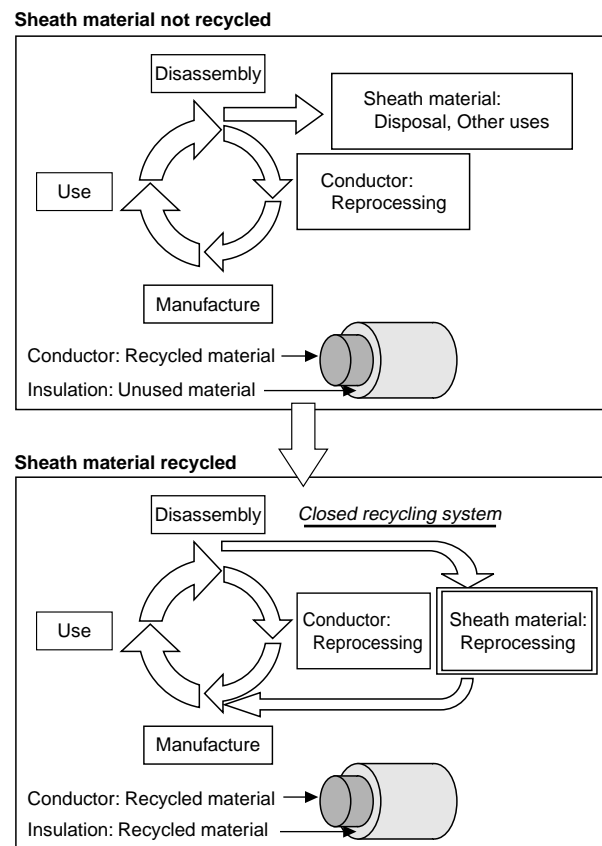 Sheath material not recycled
Disassembly
Sheath material:
Disposal, Other uses
Use
Conductor:
Reprocessing
Manufacture
Conductor: Recycled material
Insulation: Unused material
Sheath material recycled
Disassembly
Closed recycling system
Use
Conductor:
Reprocessing
Sheath material:
Reprocessing
Manufacture
Conductor: Recycled material
Insulation: Recycled material